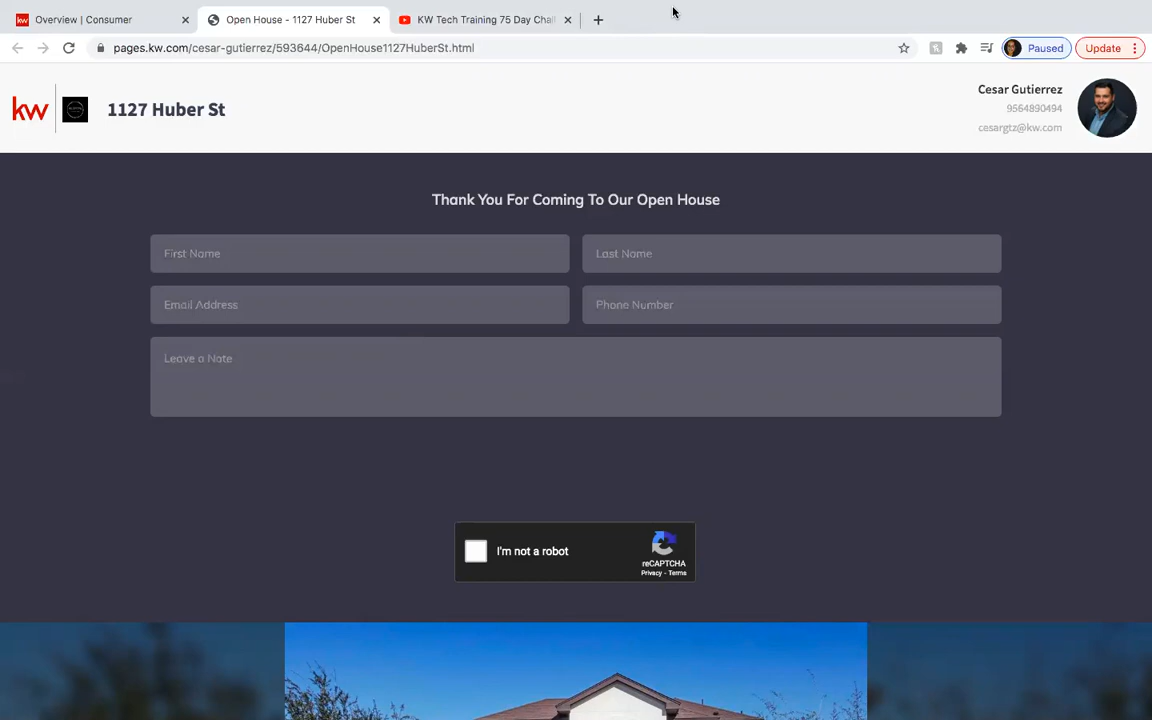 Overview | Consumer
Open House - 1127 Huber St
KW Tech Training 75 Day Chal
pages.kw.com/cesar-gutierrez/593644/OpenHouse1127HuberSt.html
Paused
Update
kw
1127 Huber St
Cesar Gutierrez
9564890494
cesargtz@kw.com
Thank You For Coming To Our Open House
First Name
Last Name
Email Address
Phone Number
Leave a Note
I'm not a robot
reCAPTCHA
Privacy - Terms